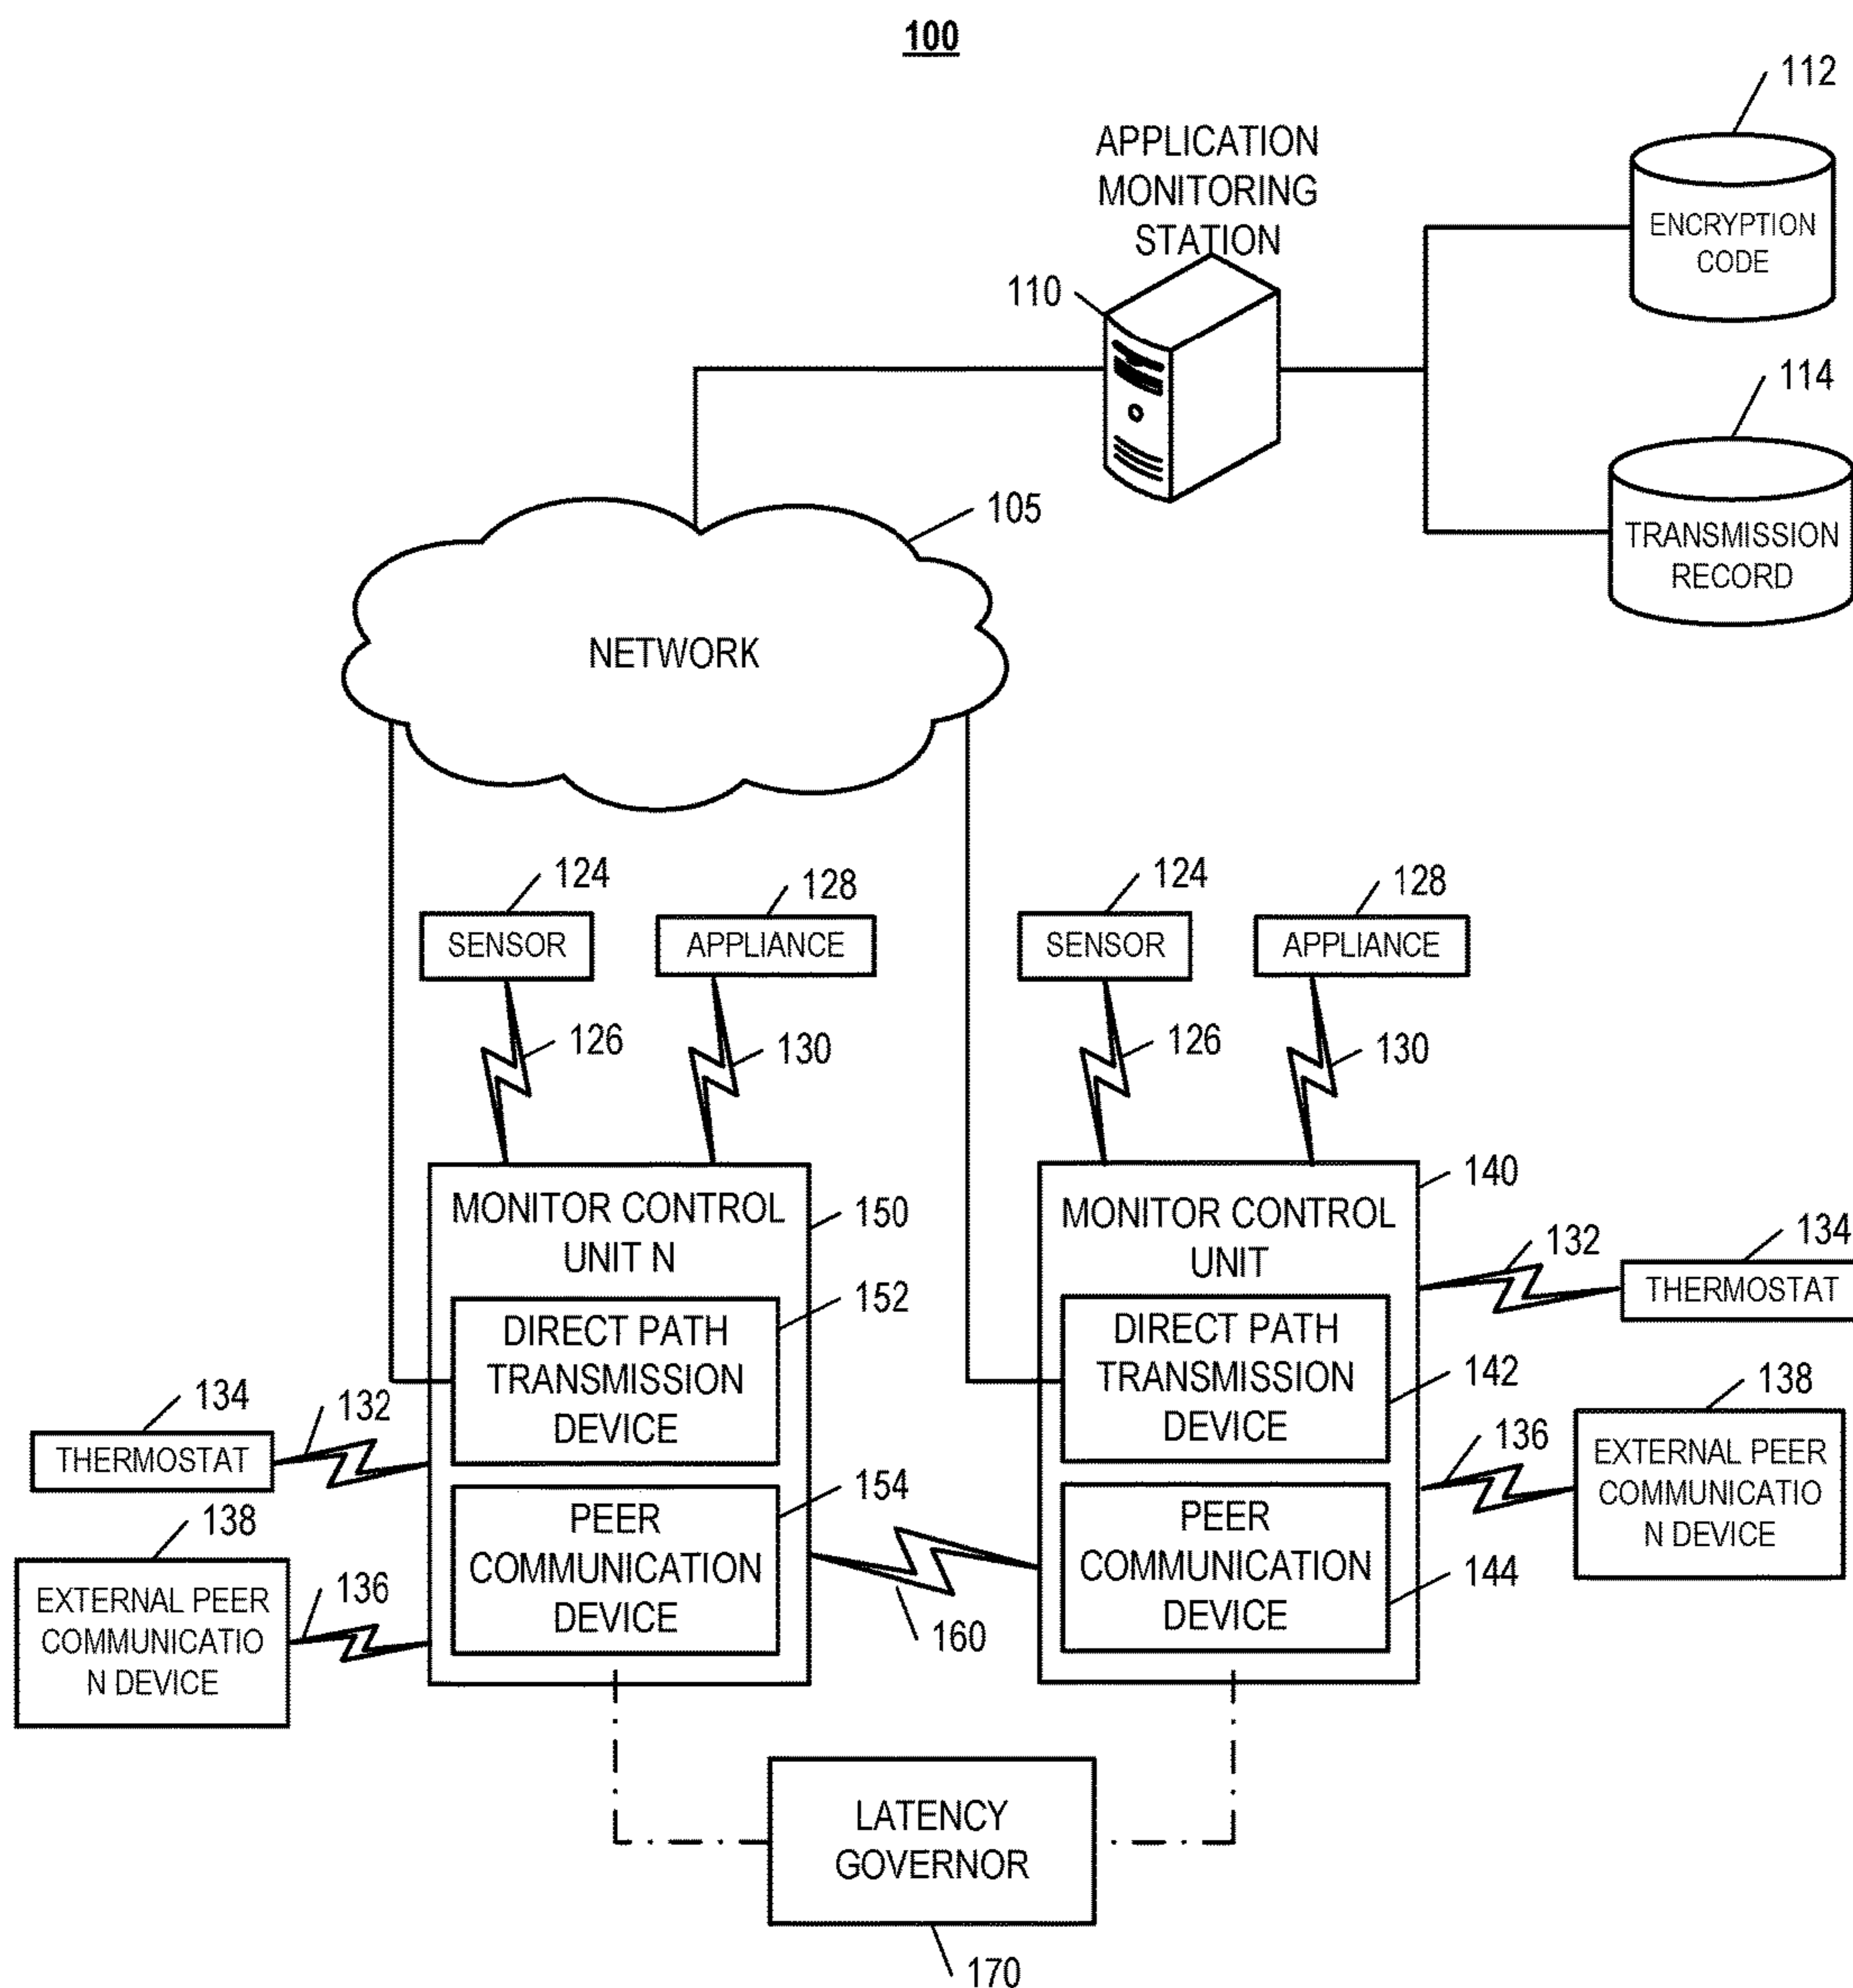 100
112
APPLICATION
MONITORING
STATION
ENCRYPTION
CODE
110
114
105
TRANSMISSION
RECORD
NETWORK
124
128
124
128
SENSOR
APPLIANCE
SENSOR
APPLIANCE
126
130
126
130
MONITOR CONTROL
UNIT N
150
MONITOR CONTROL
UNIT
140
132
134
THERMOSTAT
152
DIRECT PATH
TRANSMISSION
DEVICE
DIRECT PATH
TRANSMISSION
DEVICE
142
134
132
THERMOSTAT
138
136
EXTERNAL PEER
COMMUNICATIO
N DEVICE
154
PEER
COMMUNICATION
DEVICE
PEER
COMMUNICATION
DEVICE
144
138
136
EXTERNAL PEER
COMMUNICATIO
N DEVICE
160
LATENCY
GOVERNOR
170